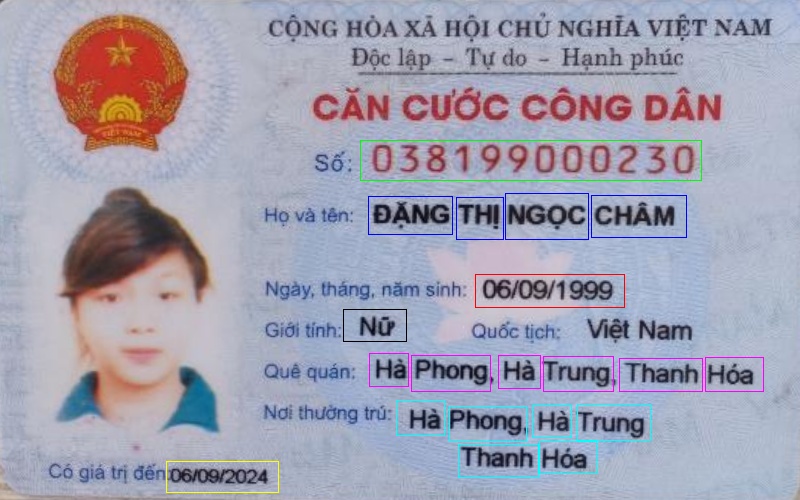 CỘNG HÒA XÃ HỘI CHỦ NGHĨA VIỆT NAM
Độc lập – Tự do – Hạnh phúc
CĂN CƯỚC CÔNG DÂN
Số: 038199000230
Họ và tên: ĐẶNG THỊ NGỌC CHÂM
Ngày, tháng, năm sinh: 06/09/1999
Giới tính: Nữ Quốc tịch: Việt Nam
Quê quán: Hà Phong, Hà Trung, Thanh Hóa
Nơi thường trú: Hà Phong, Hà Trung
Thanh Hóa
Có giá trị đến: 06/09/2024
VIỆT NAM